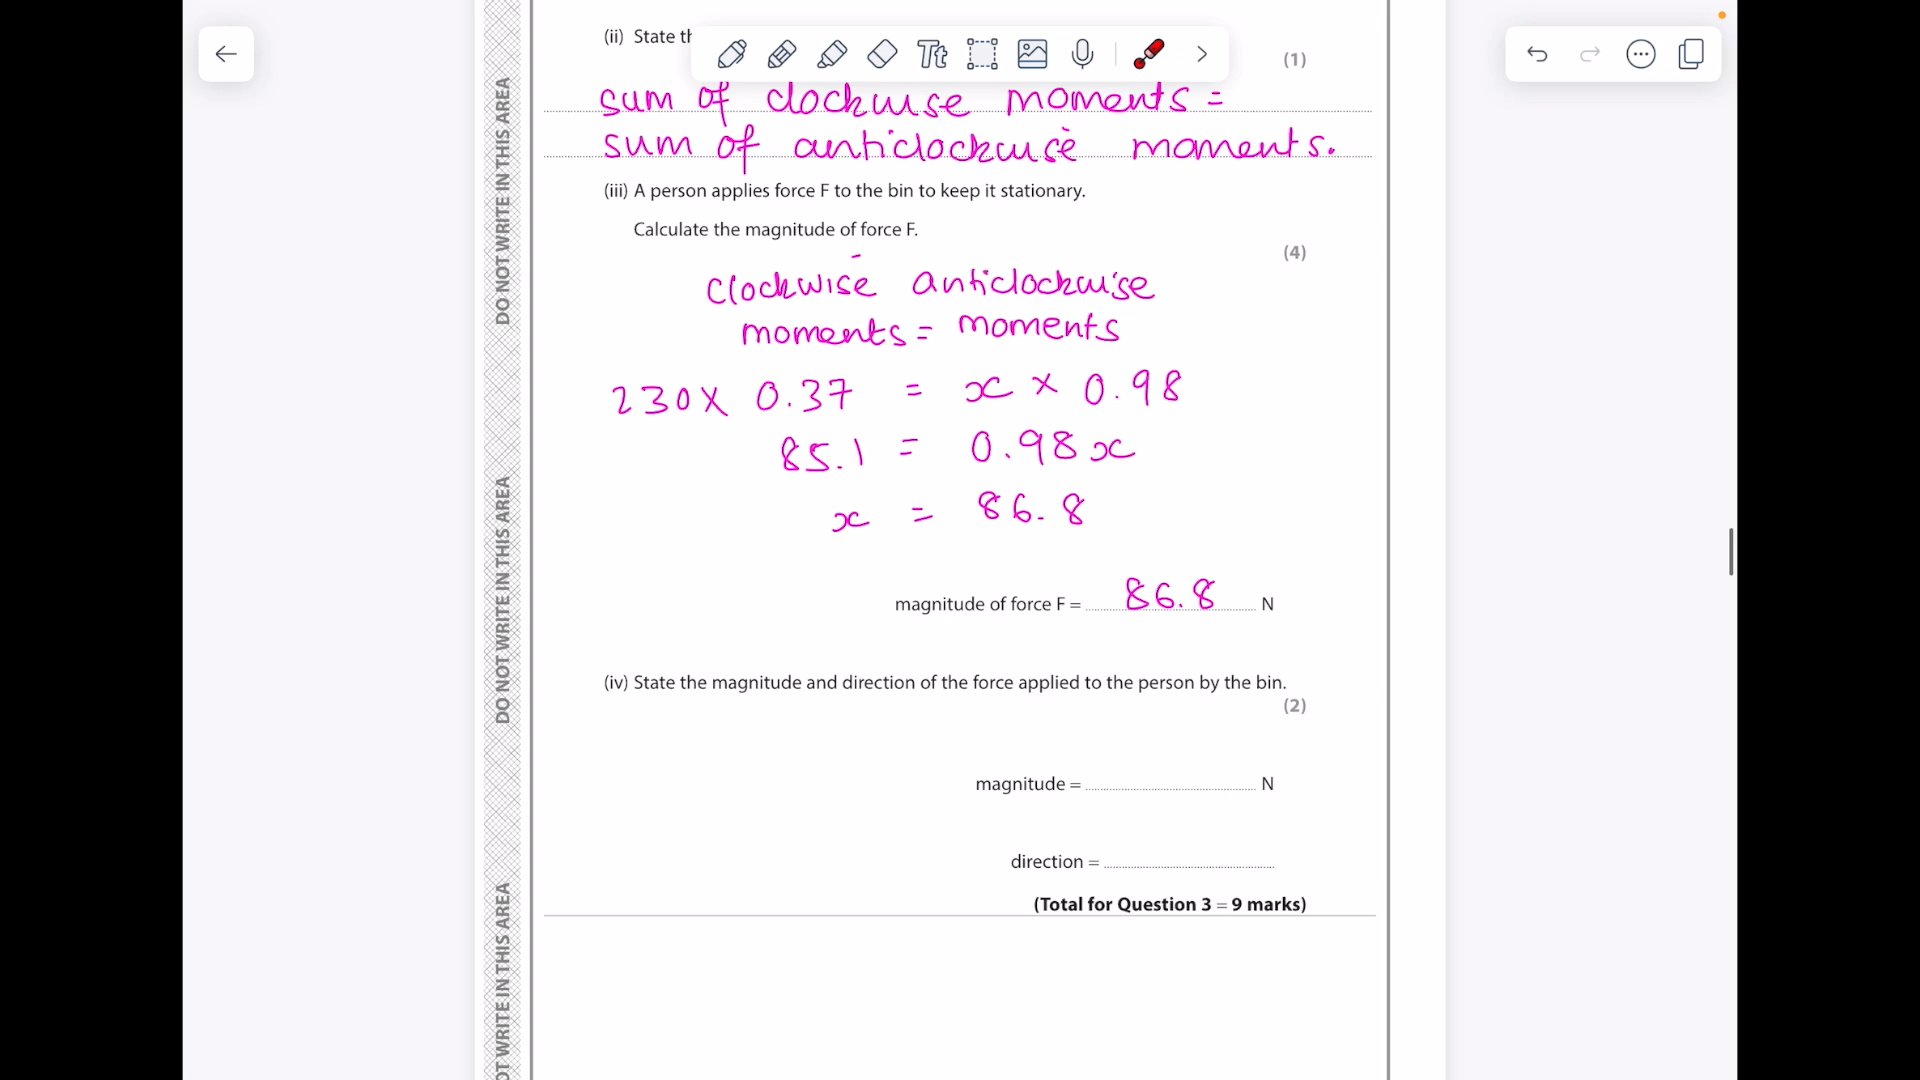 (ii) State th
(1)
sum of clockwise moments =
sum of anticlockwise moments.
(iii) A person applies force F to the bin to keep it stationary.
Calculate the magnitude of force F.
(4)
clockwise anticlockwise
moments = moments
230 x 0.37 = x x 0.98
85.1 = 0.98x
x = 86.8
magnitude of force F = 86.8 N
(iv) State the magnitude and direction of the force applied to the person by the bin.
(2)
magnitude = N
direction =
(Total for Question 3 = 9 marks)
DO NOT WRITE IN THIS AREA
DO NOT WRITE IN THIS AREA
OT WRITE IN THIS AREA
Tt